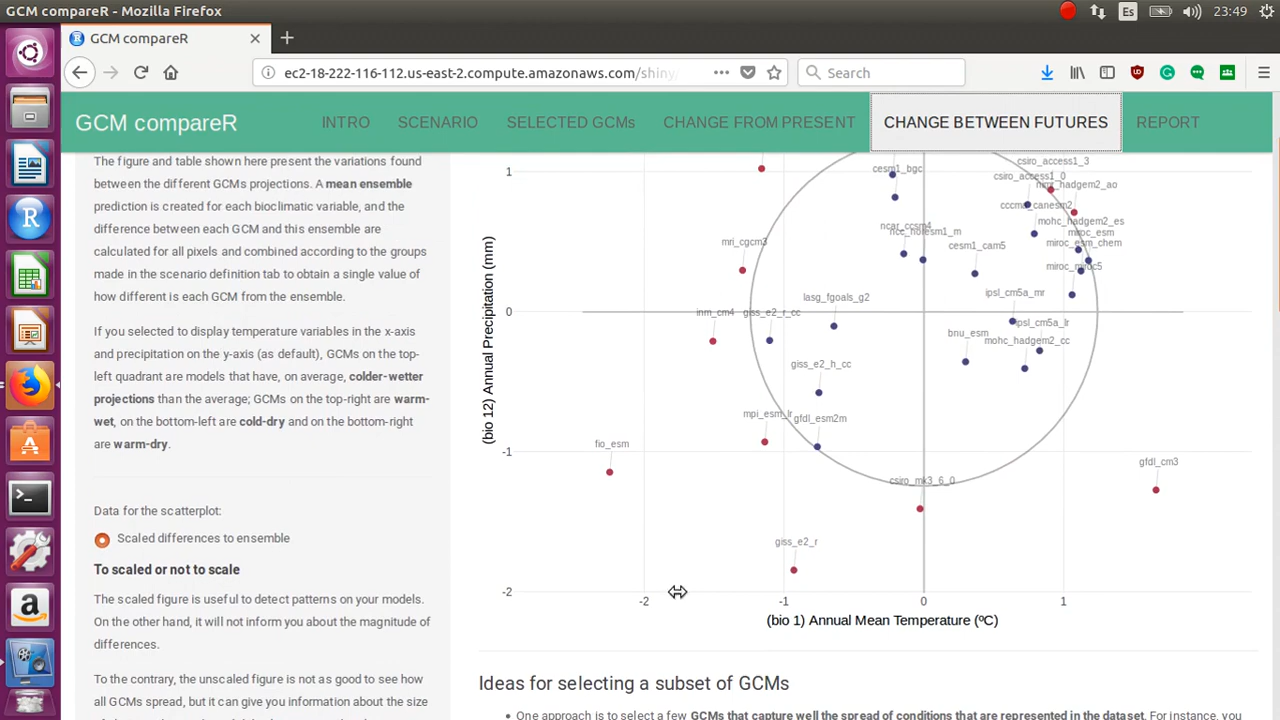 GCM compareR - Mozilla Firefox
Es
23:49
GCM compareR
ec2-18-222-116-112.us-east-2.compute.amazonaws.com/shiny
Search
GCM compareR
INTRO
SCENARIO
SELECTED GCMs
CHANGE FROM PRESENT
CHANGE BETWEEN FUTURES
REPORT
The figure and table shown here present the variations found
between the different GCMs projections. A mean ensemble
prediction is created for each bioclimatic variable, and the
difference between each GCM and this ensemble are
calculated for all pixels and combined according to the groups
made in the scenario definition tab to obtain a single value of
how different is each GCM from the ensemble.
If you selected to display temperature variables in the x-axis
and precipitation on the y-axis (as default), GCMs on the top-
left quadrant are models that have, on average, colder-wetter
projections than the average; GCMs on the top-right are warm-
wet, on the bottom-left are cold-dry and on the bottom-right
are warm-dry.
Data for the scatterplot:
Scaled differences to ensemble
To scaled or not to scale
The scaled figure is useful to detect patterns on your models.
On the other hand, it will not inform you about the magnitude of
differences.
To the contrary, the unscaled figure is not as good to see how
all GCMs spread, but it can give you information about the size
(bio 12) Annual Precipitation (mm)
1
0
-1
-2
cesm1_bgc
csiro_access1_3
csiro_access1_0
cccma_canesm2
mohc_hadgem2_es
miroc_esm
miroc_esm_chem
miroc_miroc5
ncar_ccsm4
ncc_noresm1_m
mri_cgcm3
cesm1_cam5
ipsl_cm5a_mr
lasg_fgoals_g2
inm_cm4
giss_e2_r_cc
ipsl_cm5a_lr
bnu_esm
mohc_hadgem2_cc
giss_e2_h_cc
mpi_esm_lr
gfdl_esm2m
fio_esm
gfdl_cm3
csiro_mk3_6_0
giss_e2_r
-2
-1
0
1
(bio 1) Annual Mean Temperature (ºC)
Ideas for selecting a subset of GCMs
One approach is to select a few GCMs that capture well the spread of conditions that are represented in the dataset. For instance, you